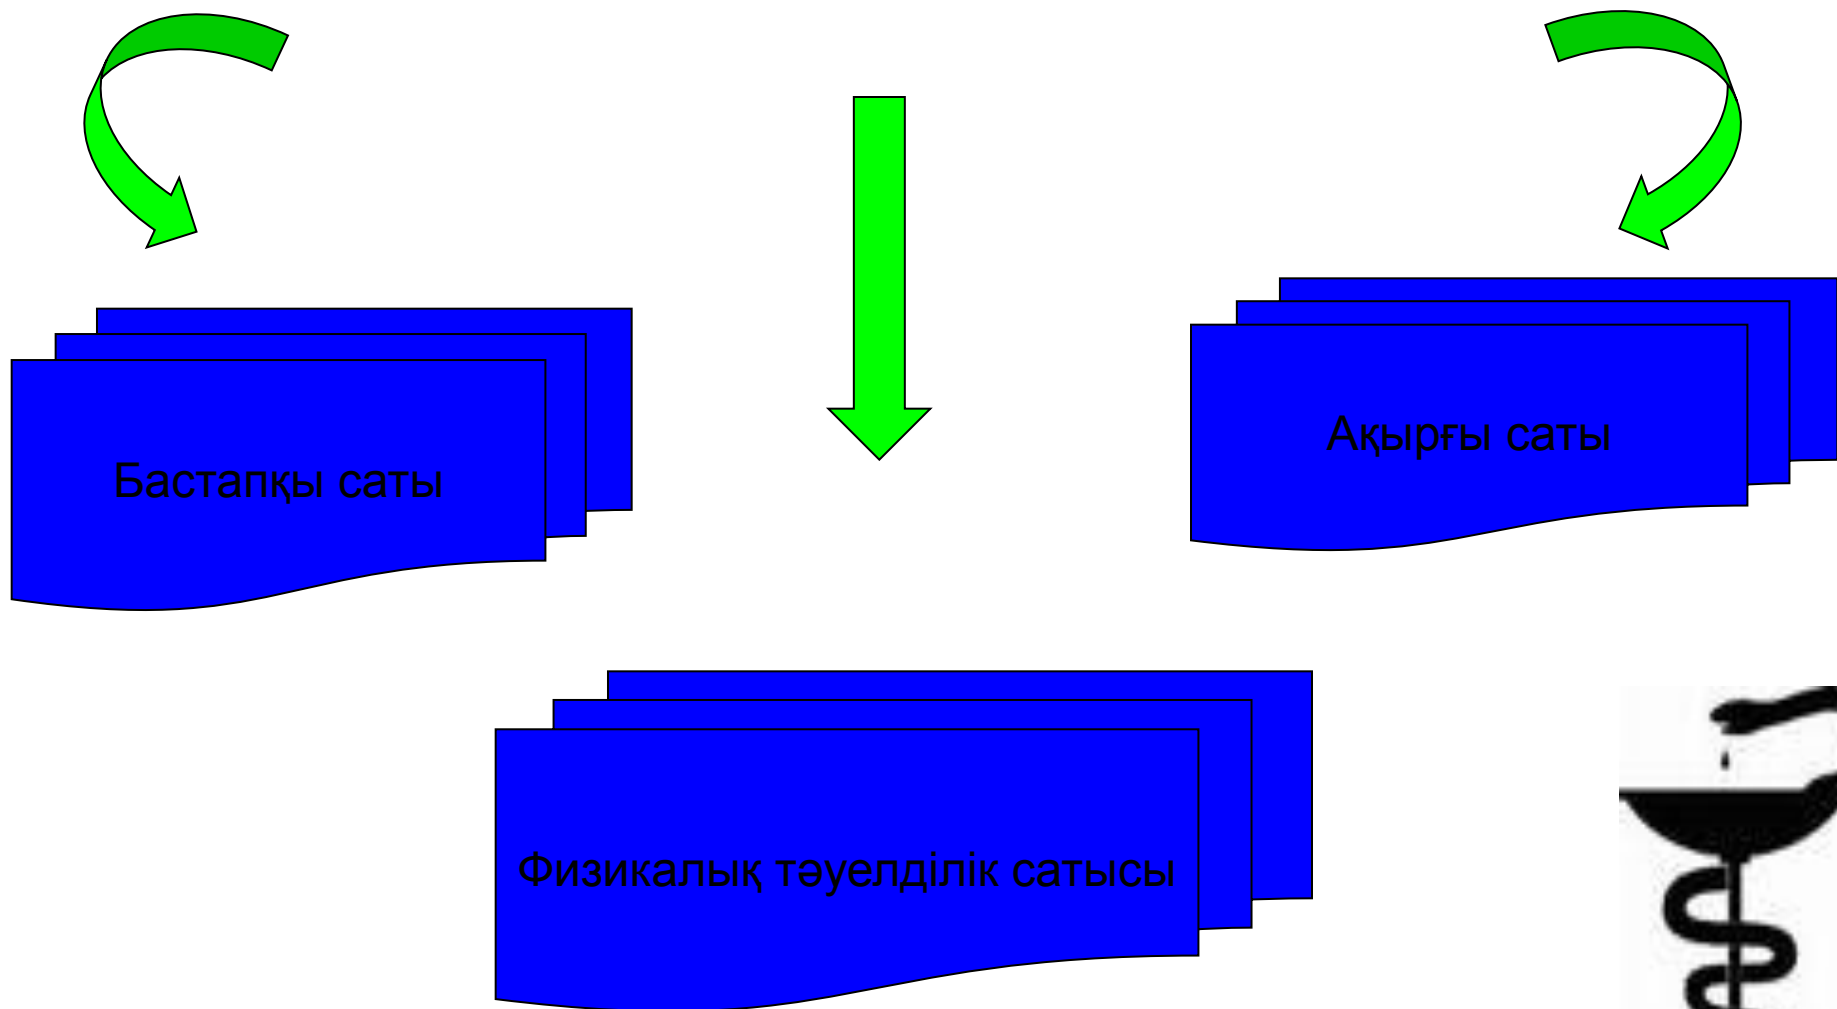 Бастапқы саты
Ақырғы саты
Физикалық тәуелділік сатысы